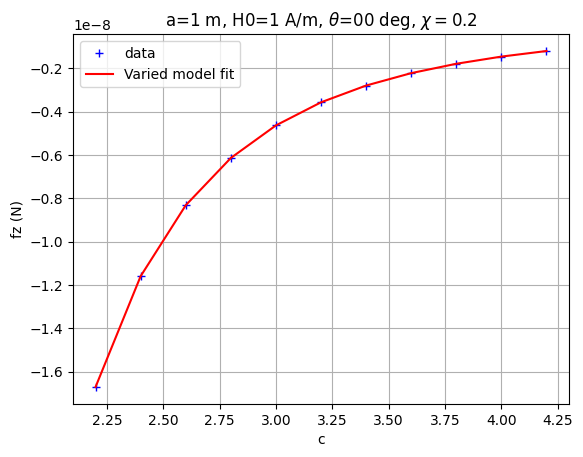 a=1 m, H0=1 A/m, θ=00 deg, χ = 0.2
1e−8
data
Varied model fit
−0.2
−0.4
−0.6
−0.8
−1.0
−1.2
−1.4
−1.6
fz (N)
2.25 2.50 2.75 3.00 3.25 3.50 3.75 4.00 4.25
c